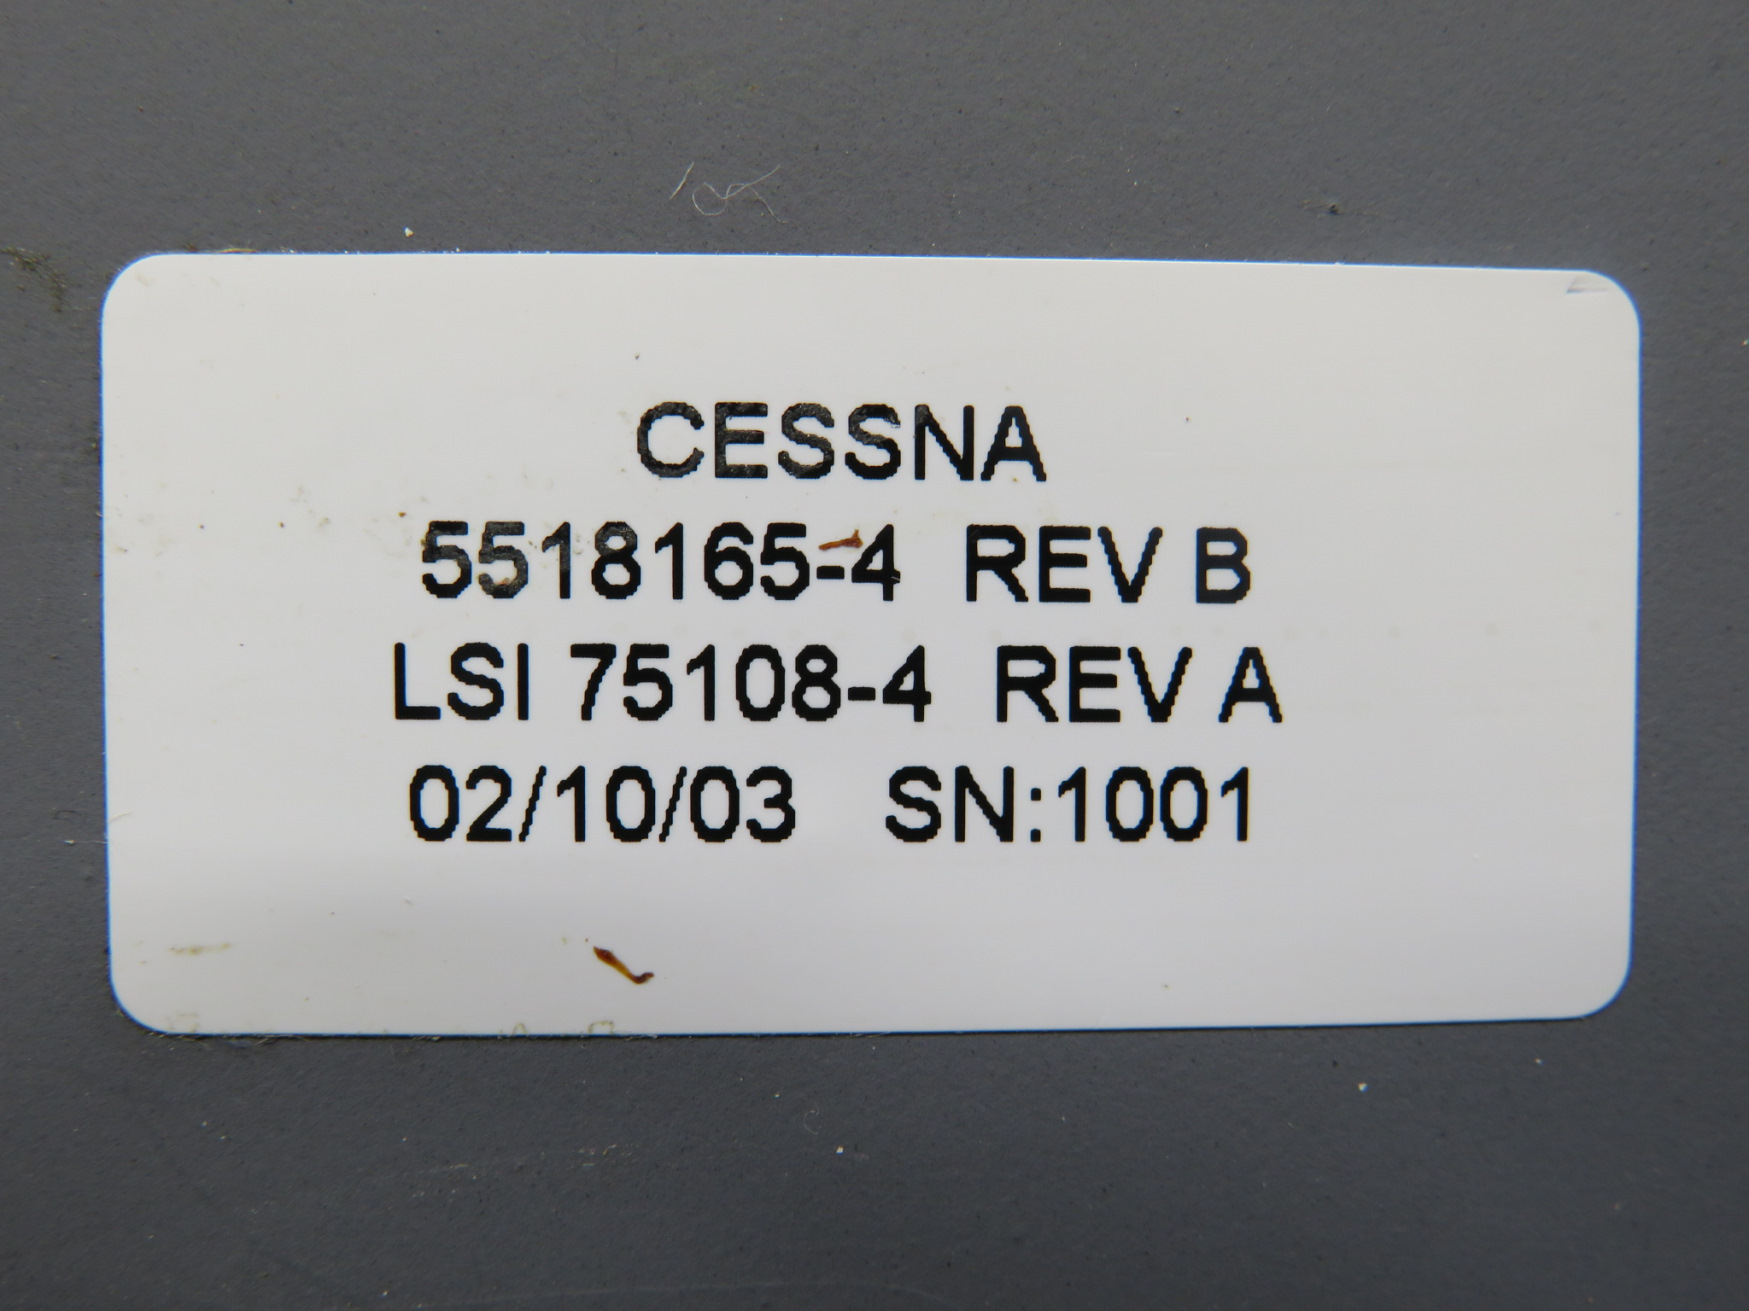 CESSNA
5518165-4 REV B
LSI 75108-4 REV A
02/10/03 SN:1001